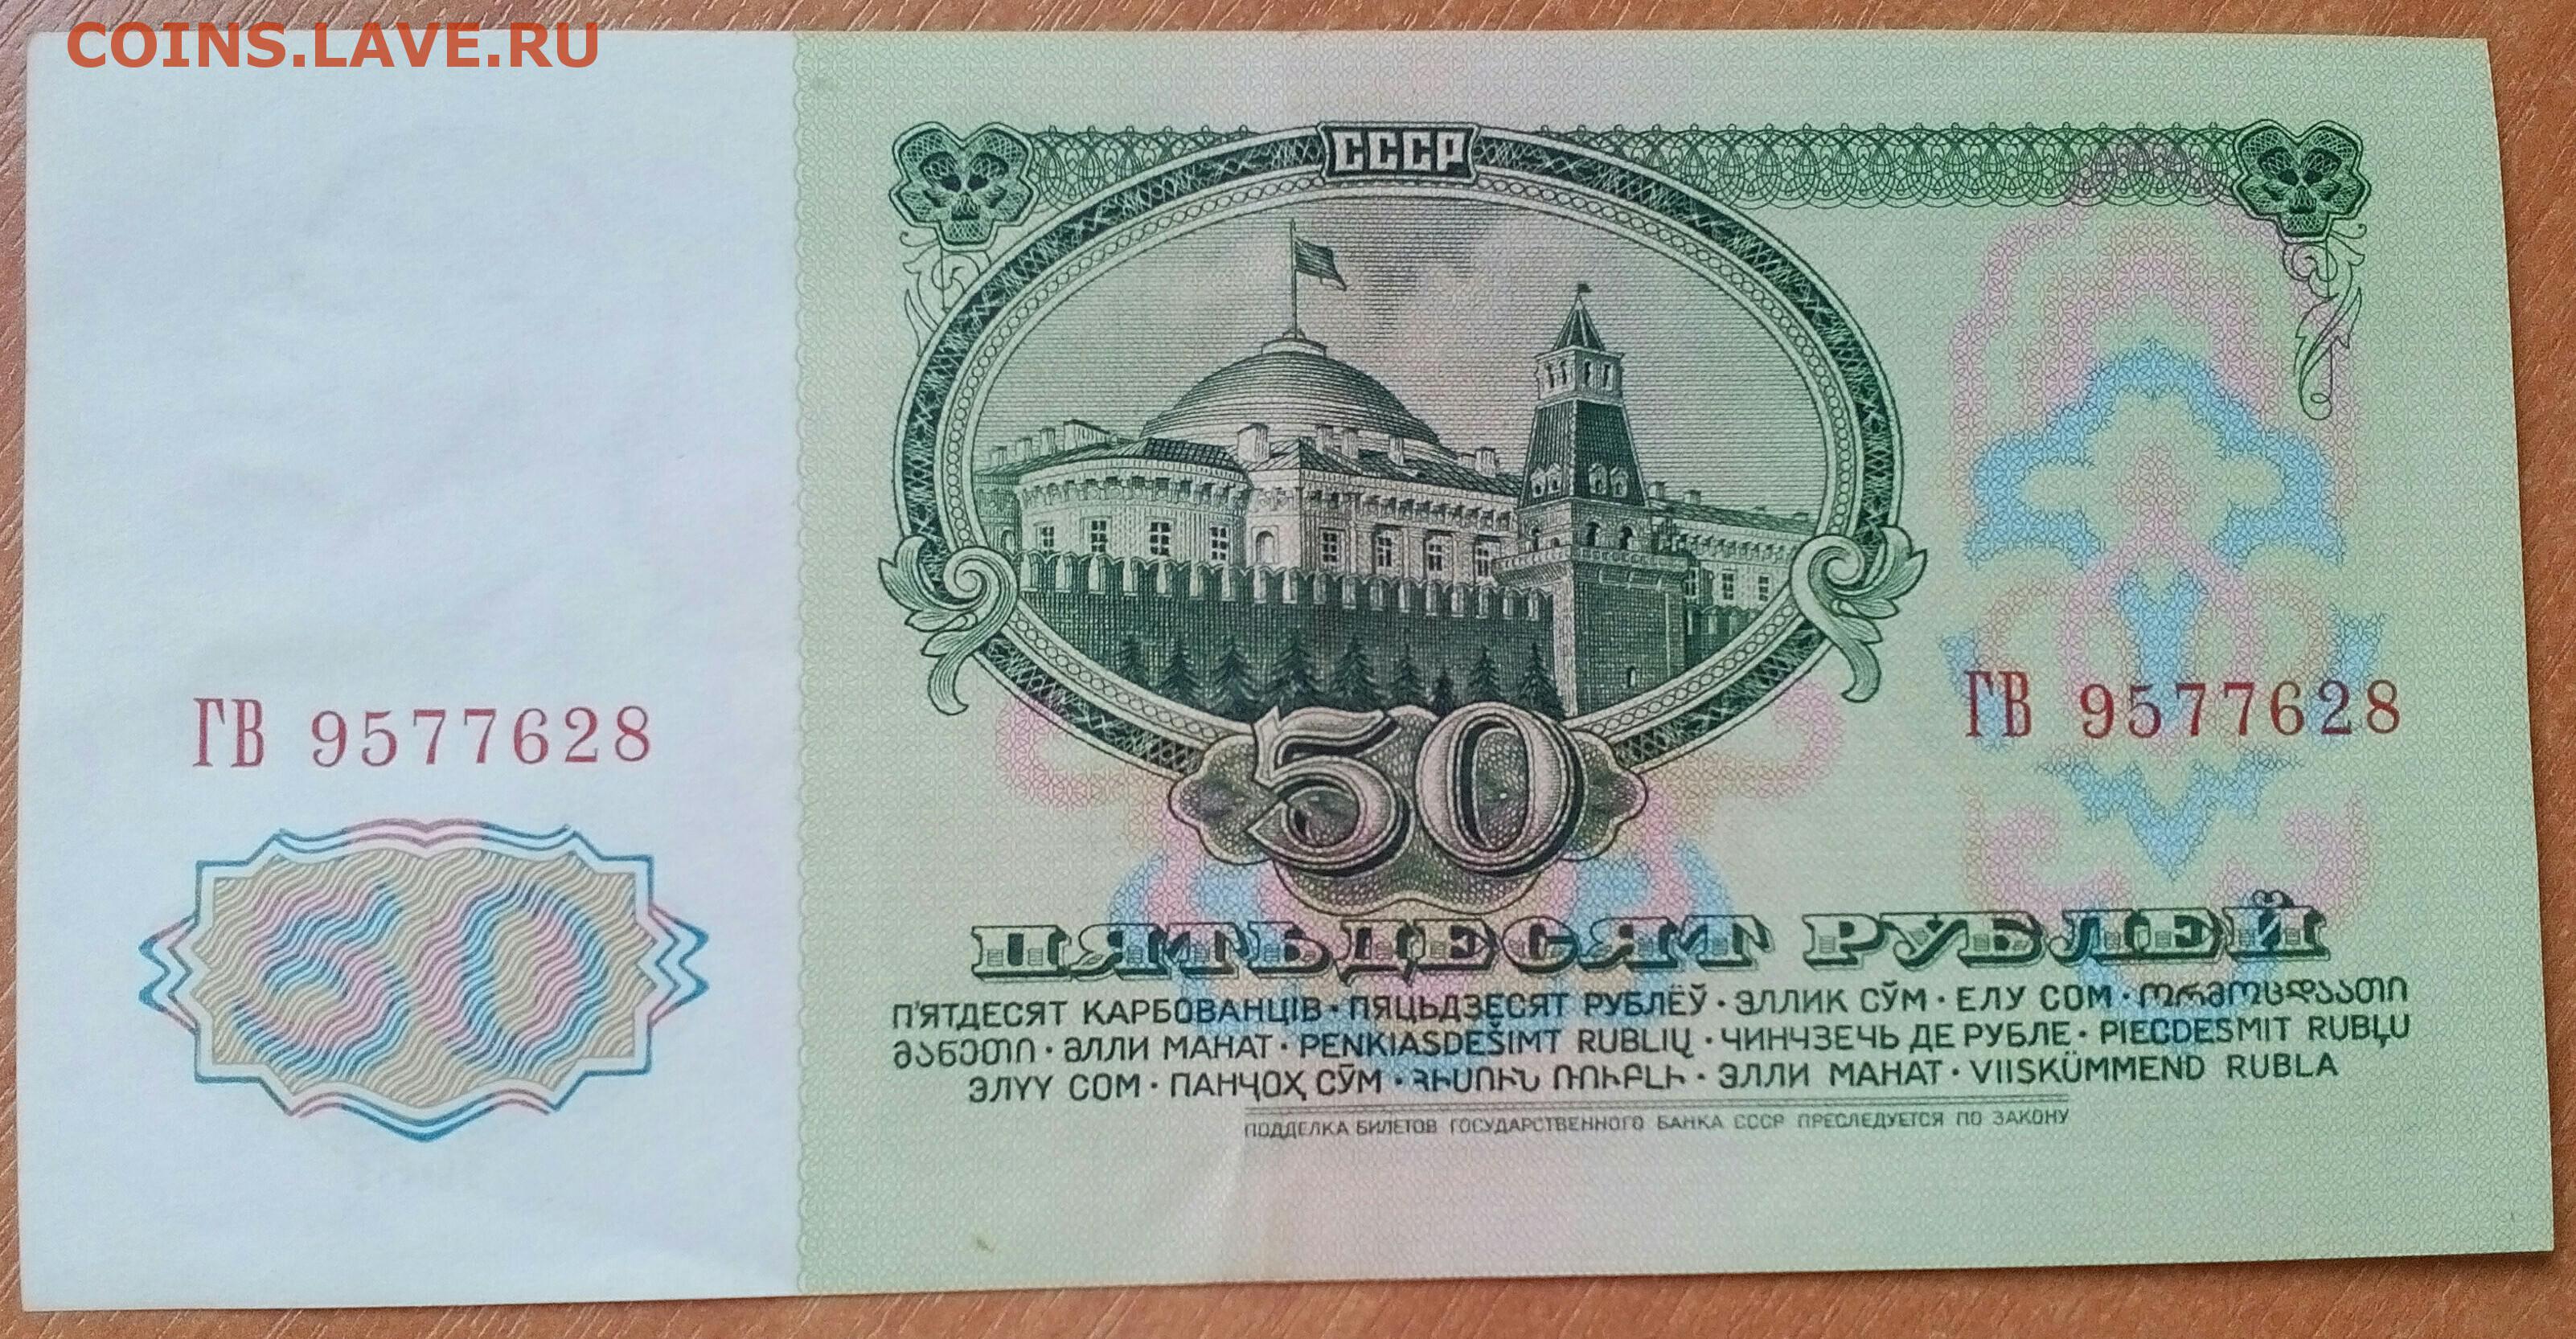 COINS.LAVE.RU
СССР
ГВ 9577628
ГВ 9577628
50
50
ПЯТЬДЕСЯТ РУБЛЕЙ
П'ЯТДЕСЯТ КАРБОВАНЦІВ · ПЯЦЬДЗЕСЯТ РУБЛЁЎ · ЭЛЛИК СЎМ · ЕЛУ СОМ · ᲝᲠᲛᲝᲪᲓᲐᲐᲗᲘ
ᲛᲐᲜᲔᲗᲘ · ӘЛЛИ МАНАТ · PENKIASDEŠIMT RUBLIŲ · ЧИНЧЗЕЧЬ ДЕ РУБЛЕ · PIECDESMIT RUBĻU
ЭЛҮҮ СОМ · ПАНҶОҲ СӮМ · ՀԻՍՈՒՆ ՌՈՒԲԼԻ · ЭЛЛИ МАНАТ · VIISKÜMMEND RUBLA
ПОДДЕЛКА БИЛЕТОВ ГОСУДАРСТВЕННОГО БАНКА СССР ПРЕСЛЕДУЕТСЯ ПО ЗАКОНУ